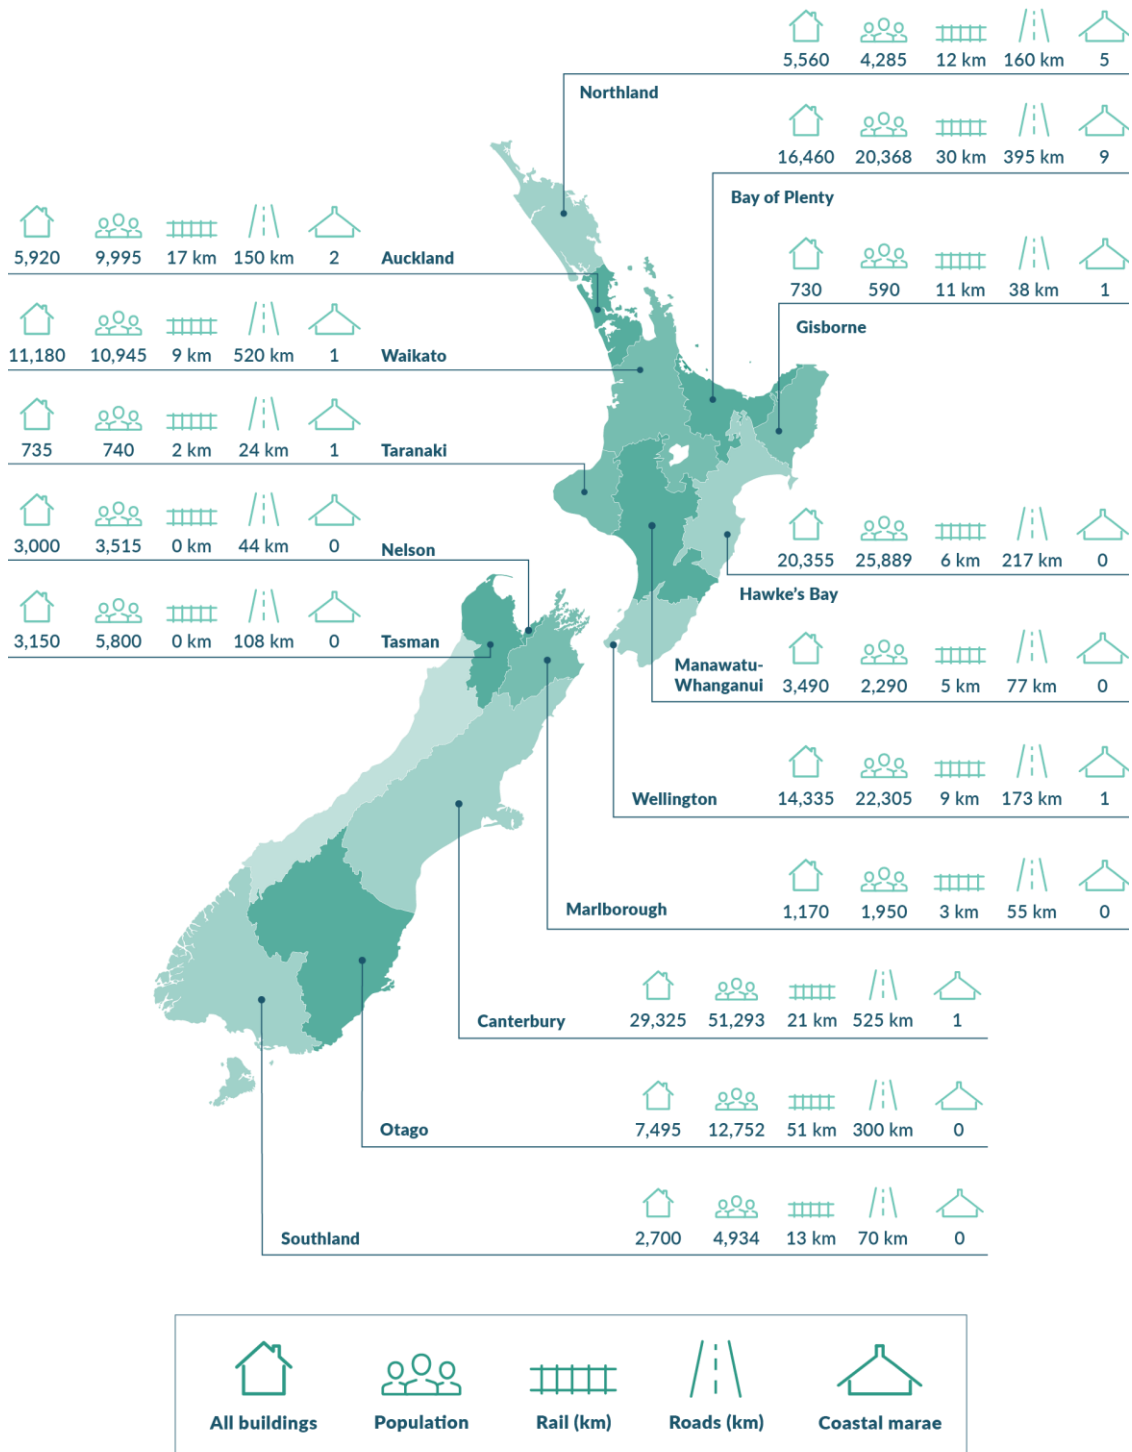 5,560 4,285 12 km 160 km 5
Northland
16,460 20,368 30 km 395 km 9
Bay of Plenty
5,920 9,995 17 km 150 km 2 Auckland
730 590 11 km 38 km 1
Gisborne
11,180 10,945 9 km 520 km 1 Waikato
735 740 2 km 24 km 1 Taranaki
3,000 3,515 0 km 44 km 0 Nelson
20,355 25,889 6 km 217 km 0
Hawke's Bay
3,150 5,800 0 km 108 km 0 Tasman
Manawatu-
Whanganui 3,490 2,290 5 km 77 km 0
Wellington 14,335 22,305 9 km 173 km 1
Marlborough 1,170 1,950 3 km 55 km 0
Canterbury 29,325 51,293 21 km 525 km 1
Otago 7,495 12,752 51 km 300 km 0
Southland 2,700 4,934 13 km 70 km 0
All buildings Population Rail (km) Roads (km) Coastal marae